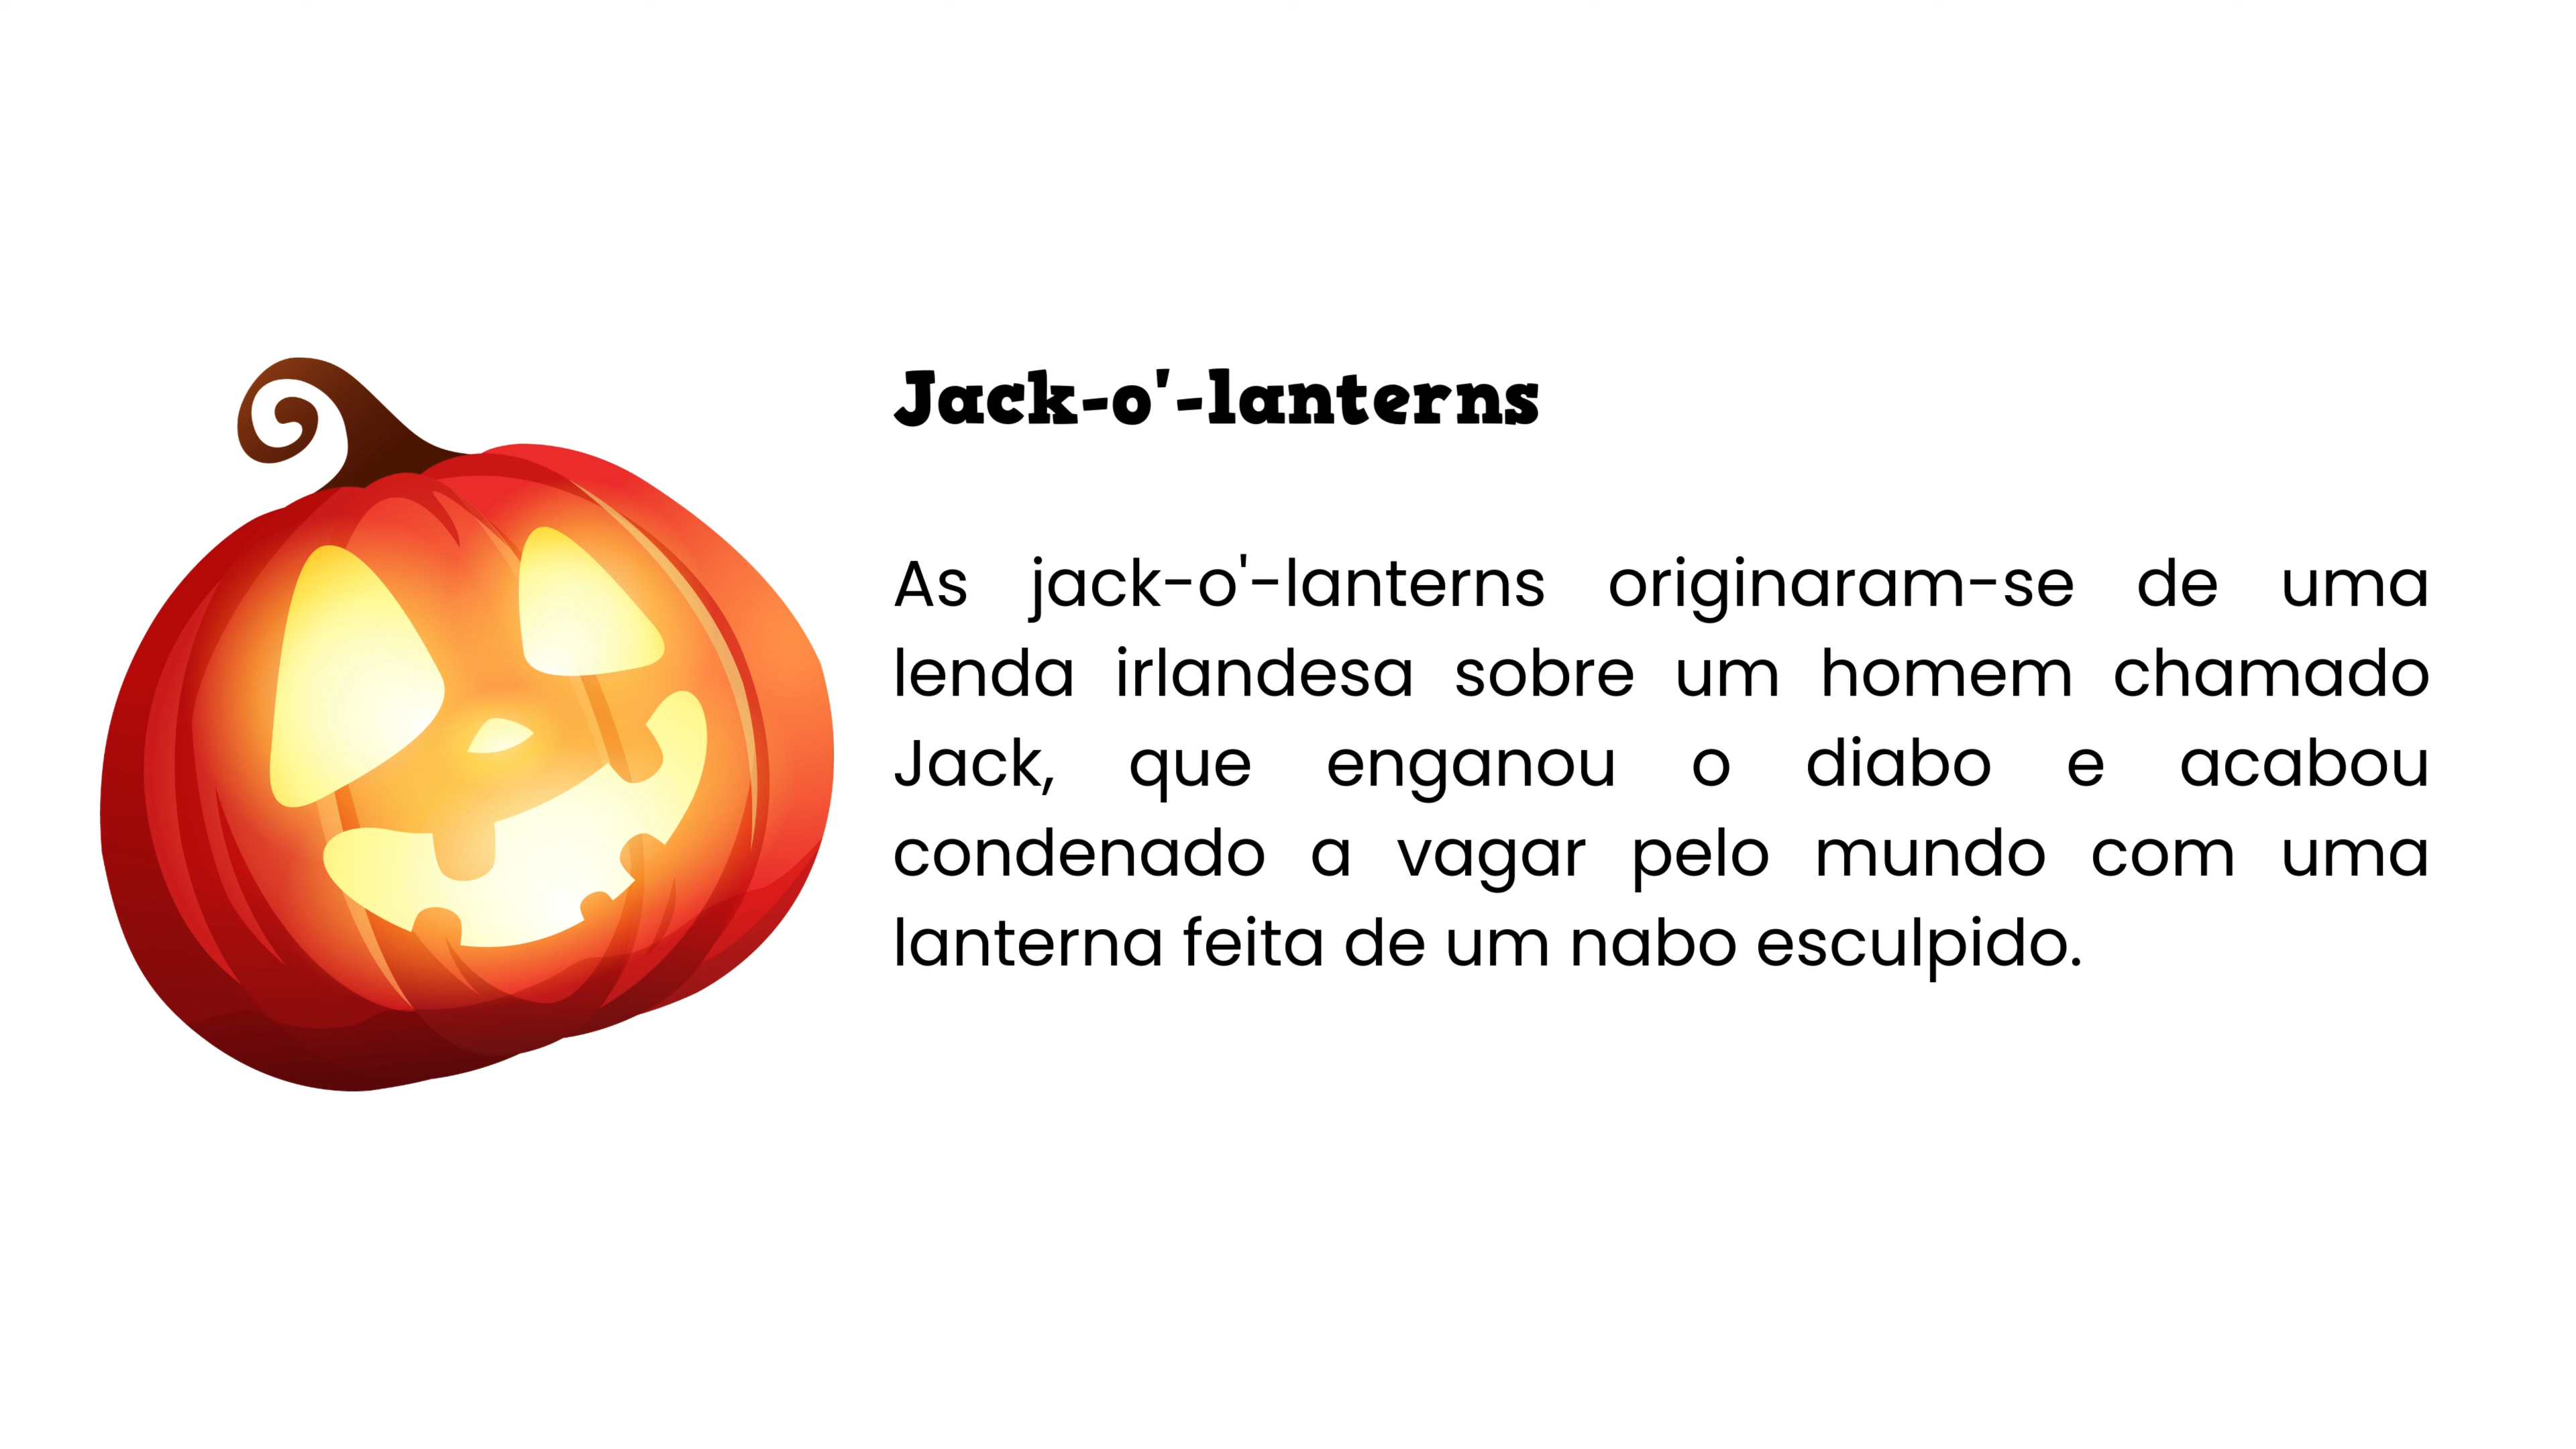 Jack-o'-lanterns
As jack-o'-lanterns originaram-se de uma
lenda irlandesa sobre um homem chamado
Jack, que enganou o diabo e acabou
condenado a vagar pelo mundo com uma
lanterna feita de um nabo esculpido.